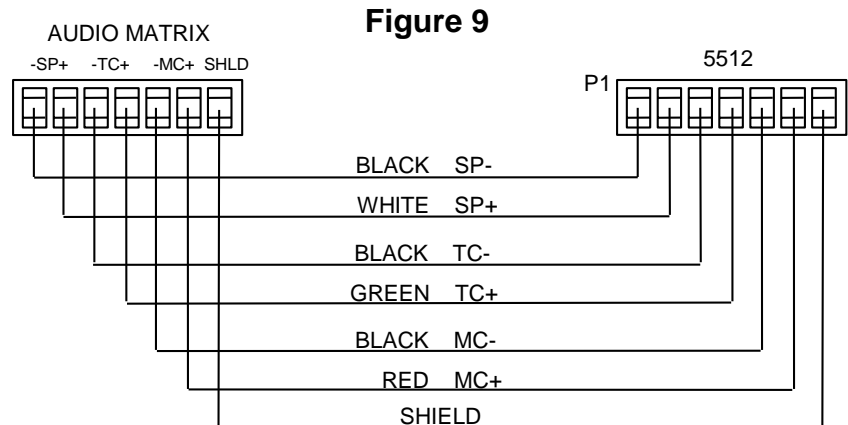 Figure 9
AUDIO MATRIX
-SP+ -TC+ -MC+ SHLD
5512
P1
BLACK SP-
WHITE SP+
BLACK TC-
GREEN TC+
BLACK MC-
RED MC+
SHIELD